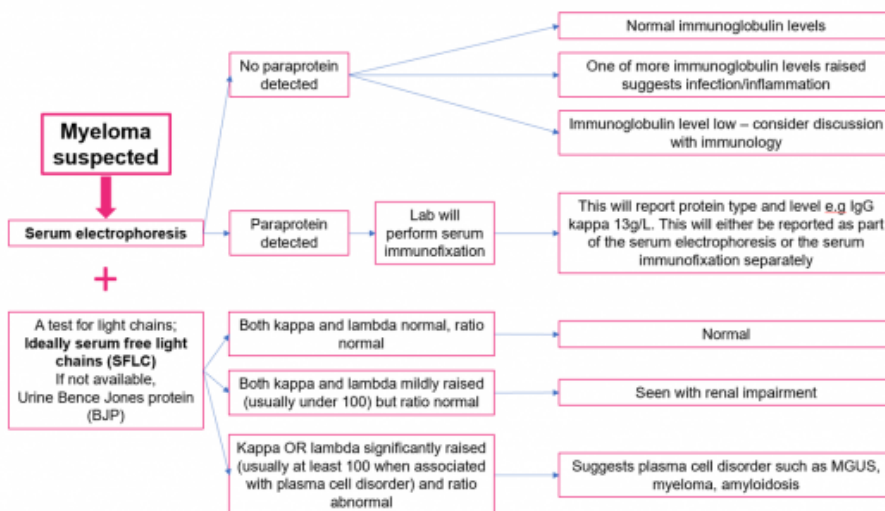 Normal immunoglobulin levels
No paraprotein
detected
One of more immunoglobulin levels raised
suggests infection/inflammation
Immunoglobulin level low – consider discussion
with immunology
Myeloma
suspected
Serum electrophoresis
Paraprotein
detected
Lab will
perform serum
immunofixation
This will report protein type and level e.g IgG
kappa 13g/L. This will either be reported as part
of the serum electrophoresis or the serum
immunofixation separately
+
A test for light chains;
Ideally serum free light
chains (SFLC)
If not available,
Urine Bence Jones protein
(BJP)
Both kappa and lambda normal, ratio
normal
Normal
Both kappa and lambda mildly raised
(usually under 100) but ratio normal
Seen with renal impairment
Kappa OR lambda significantly raised
(usually at least 100 when associated
with plasma cell disorder) and ratio
abnormal
Suggests plasma cell disorder such as MGUS,
myeloma, amyloidosis